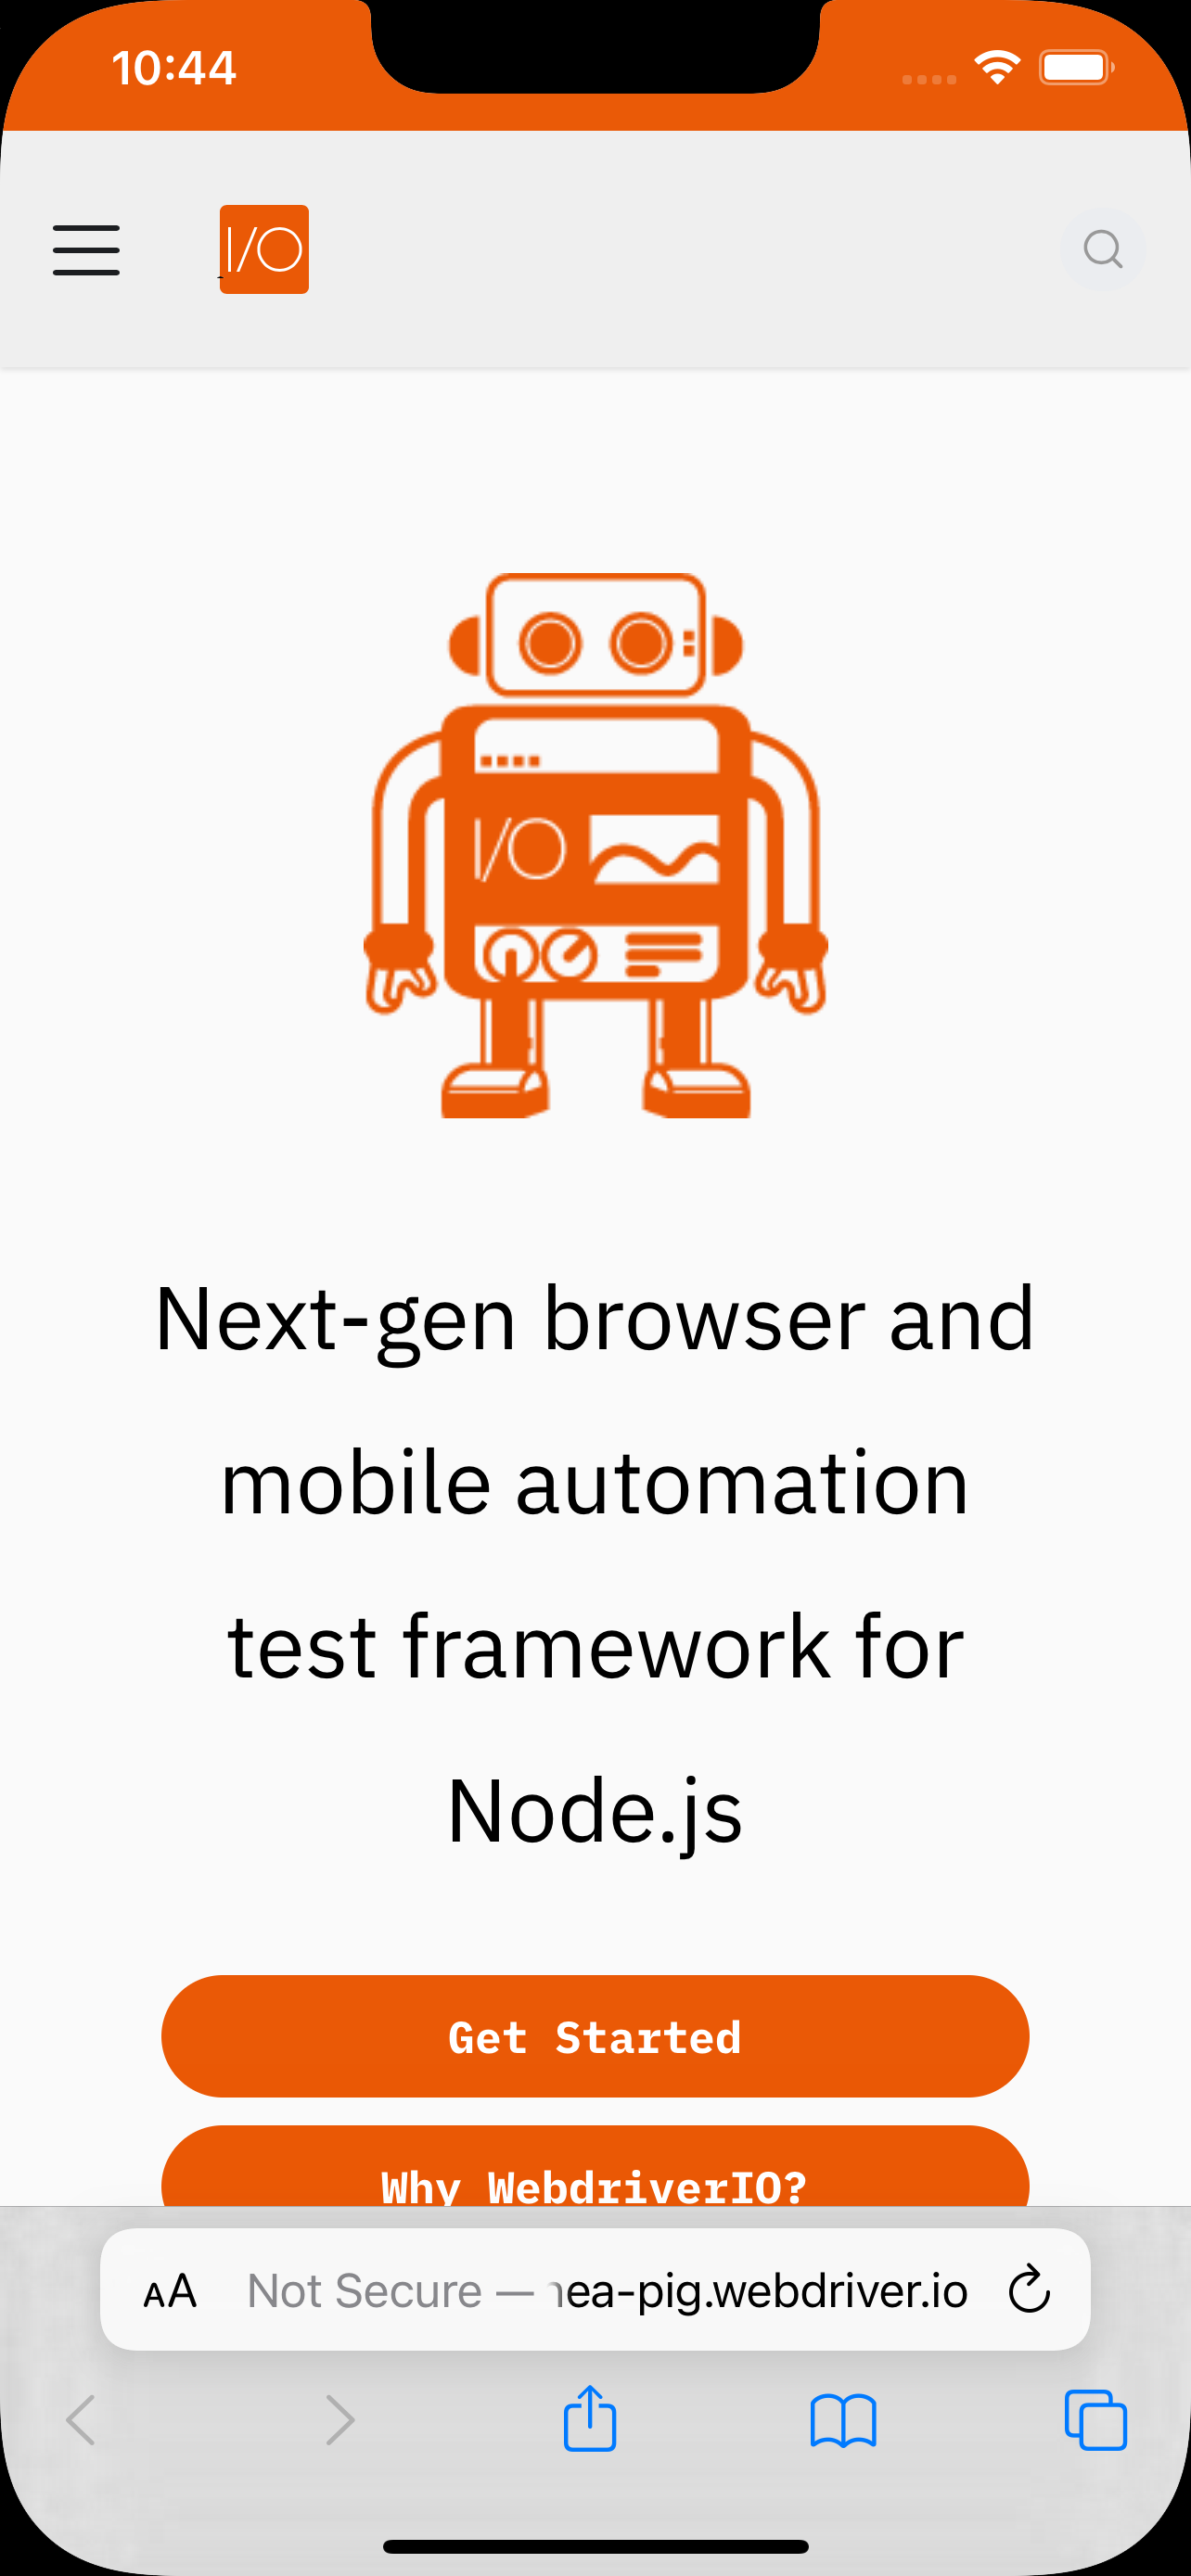 10:44
I/O
I/O
Next-gen browser and
mobile automation
test framework for
Node.js
Get Started
Why WebdriverIO?
AA Not Secure — ea-pig.webdriver.io